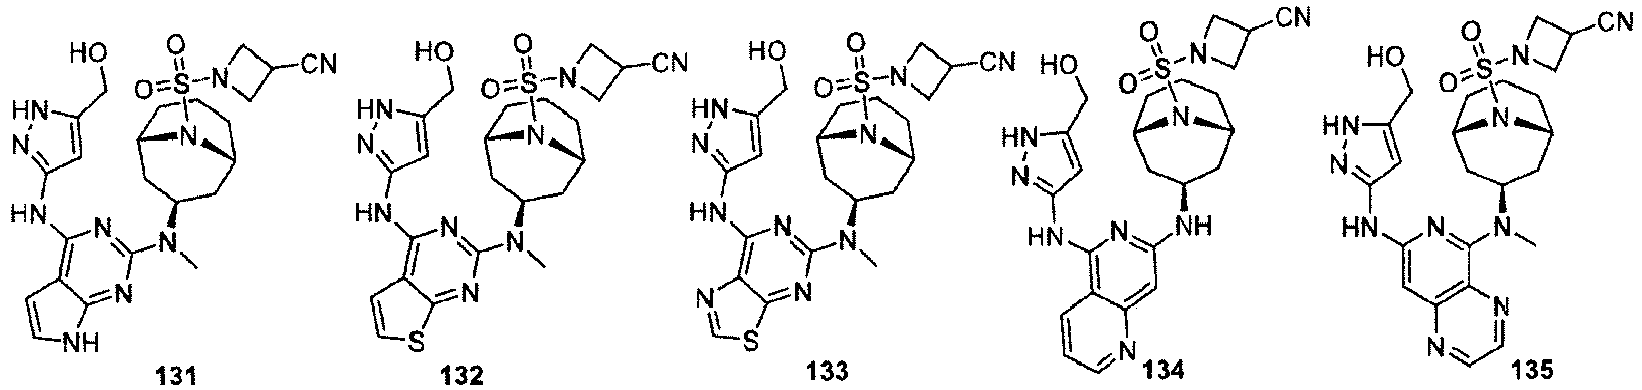 HO O O S N CN HN N N HN N N N N NH
HO O O S N CN HN N N HN N N N N S
HO O O S N CN HN N N HN N N N N N S
HO O O S N CN HN N N HN N NH N
HO O O S N CN HN N N HN N N N N
131 132 133 134 135